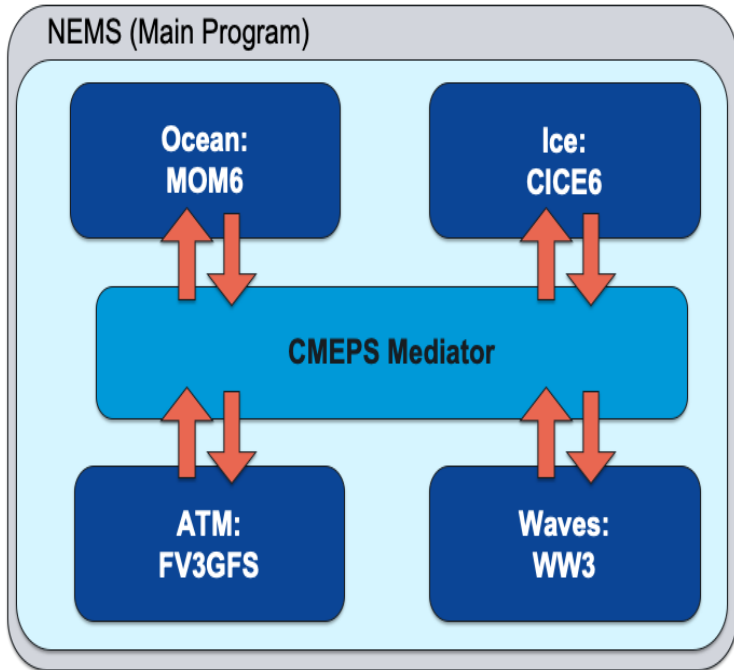 NEMS (Main Program)
Ocean:
MOM6
Ice:
CICE6
CMEPS Mediator
ATM:
FV3GFS
Waves:
WW3